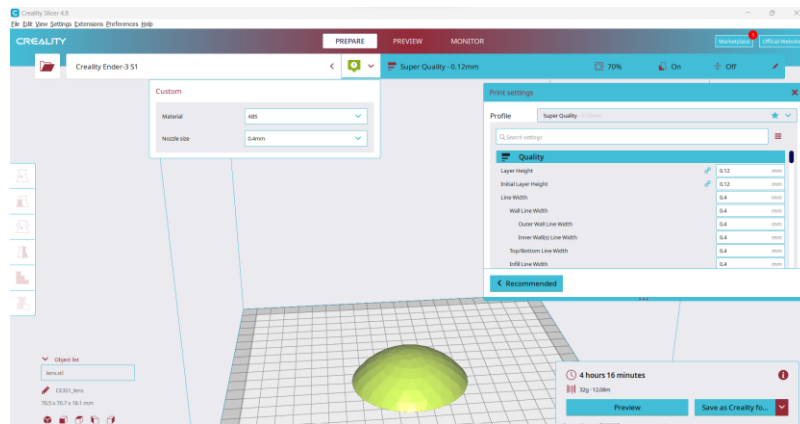 Creality Slicer 4.8
File Edit View Settings Extensions Preferences Help
CREALITY
PREPARE PREVIEW MONITOR
Marketplace 1 Official Website
Creality Ender-3 S1
Super Quality - 0.12mm
70% On Off
Custom
Material ABS
Nozzle size 0.4mm
Print settings
Profile Super Quality - 0.12mm
Search settings
Quality
Layer Height 0.12 mm
Initial Layer Height 0.12 mm
Line Width 0.4 mm
Wall Line Width 0.4 mm
Outer Wall Line Width 0.4 mm
Inner Wall(s) Line Width 0.4 mm
Top/Bottom Line Width 0.4 mm
Infill Line Width 0.4 mm
Recommended
Object list
lens.stl
CE3S1_lens
70.5 x 70.7 x 16.1 mm
4 hours 16 minutes
32g · 12.08m
Preview Save as Creality fo...